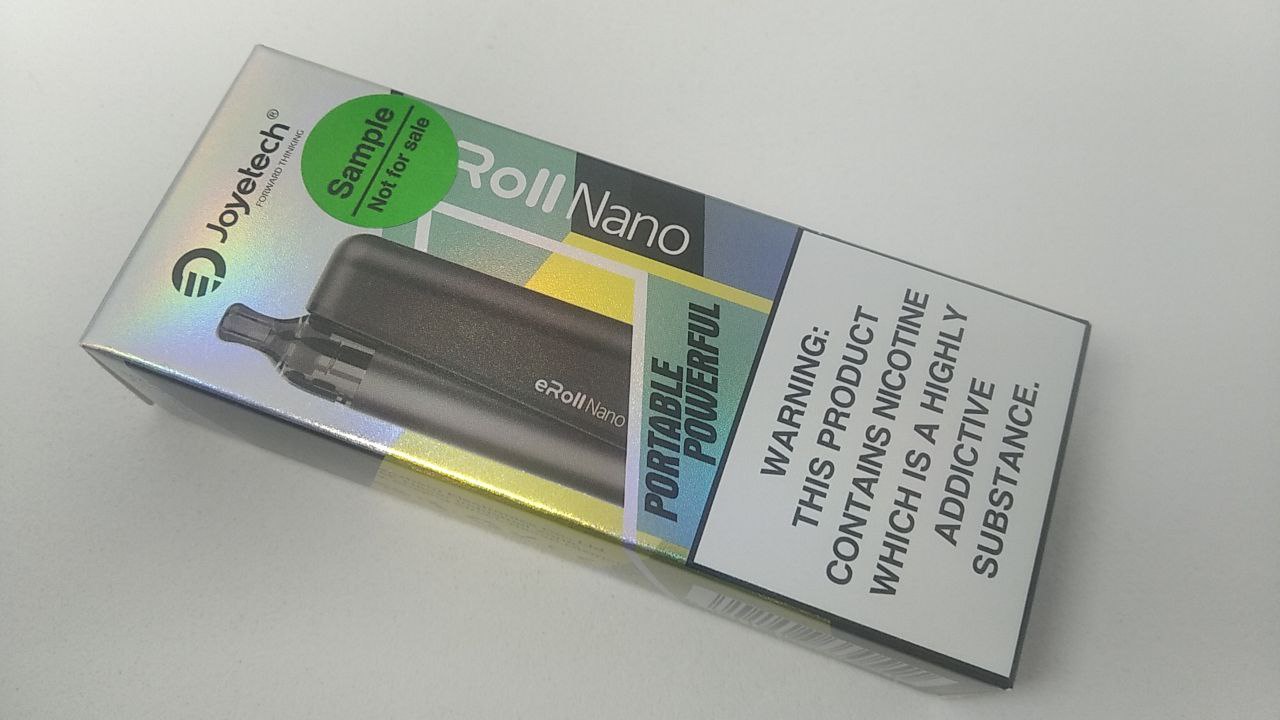 Joyetech®
FORWARD THINKING
Sample
Not for sale
Roll Nano
eRoll Nano
PORTABLE
POWERFUL
WARNING:
THIS PRODUCT
CONTAINS NICOTINE
WHICH IS A HIGHLY
ADDICTIVE
SUBSTANCE.